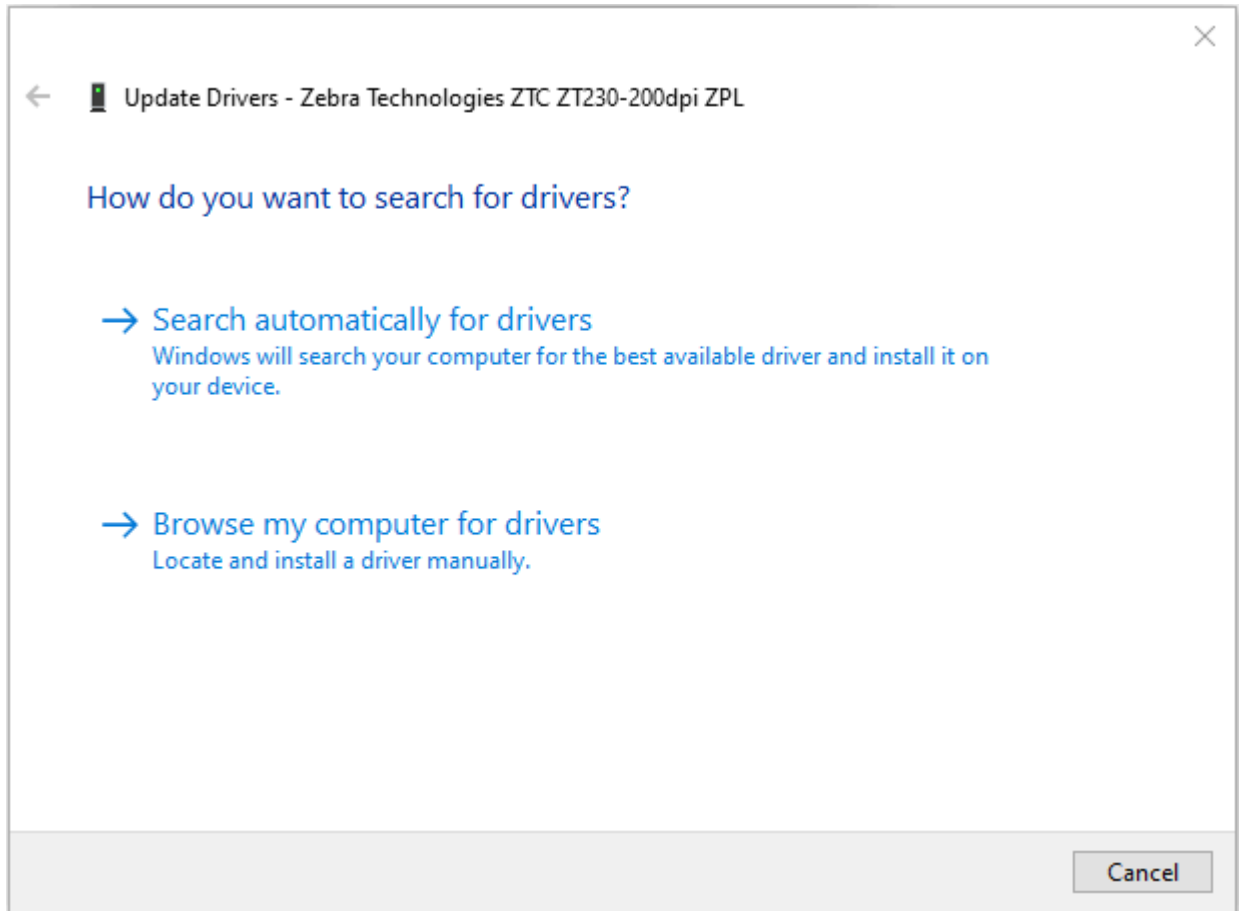 Update Drivers - Zebra Technologies ZTC ZT230-200dpi ZPL
How do you want to search for drivers?
Search automatically for drivers
Windows will search your computer for the best available driver and install it on
your device.
Browse my computer for drivers
Locate and install a driver manually.
Cancel